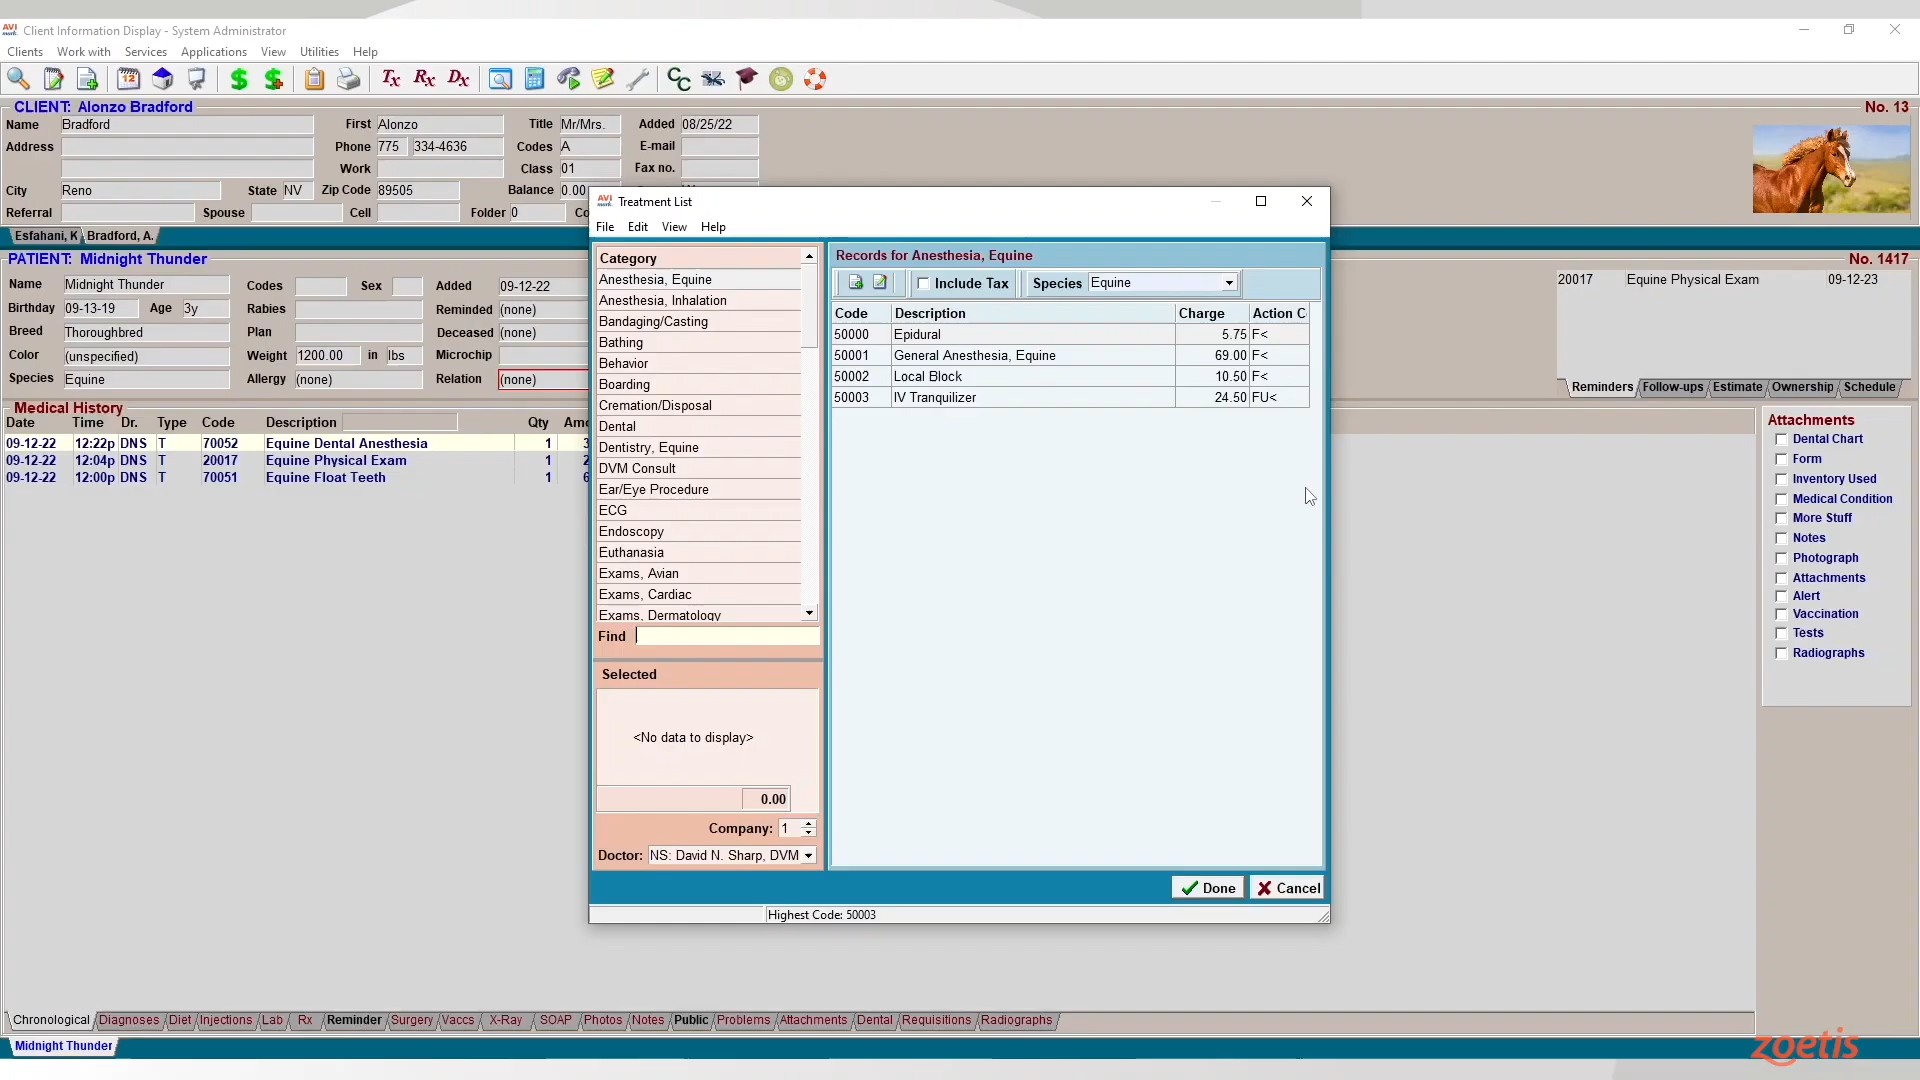 AVI mark Client Information Display - System Administrator
Clients Work with Services Applications View Utilities Help
12 $ $ Tx Rx Dx CC
CLIENT: Alonzo Bradford No. 13
Name Bradford First Alonzo Title Mr/Mrs. Added 08/25/22
Address Phone 775 334-4636 Codes A E-mail
Work Class 01 Fax no.
City Reno State NV Zip Code 89505 Balance 0.00
Referral Spouse Cell Folder 0 Co
Esfahani, K Bradford, A.
PATIENT: Midnight Thunder No. 1417
Name Midnight Thunder Codes Sex Added 09-12-22
Birthday 09-13-19 Age 3y Rabies Reminded (none)
Breed Thoroughbred Plan Deceased (none)
Color (unspecified) Weight 1200.00 in lbs Microchip
Species Equine Allergy (none) Relation (none)
20017 Equine Physical Exam 09-12-23
Reminders Follow-ups Estimate Ownership Schedule
Medical History
Date Time Dr. Type Code Description Qty Amo
09-12-22 12:22p DNS T 70052 Equine Dental Anesthesia 1 3
09-12-22 12:04p DNS T 20017 Equine Physical Exam 1 2
09-12-22 12:00p DNS T 70051 Equine Float Teeth 1 6
AVI mark Treatment List
File Edit View Help
Category
Anesthesia, Equine
Anesthesia, Inhalation
Bandaging/Casting
Bathing
Behavior
Boarding
Cremation/Disposal
Dental
Dentistry, Equine
DVM Consult
Ear/Eye Procedure
ECG
Endoscopy
Euthanasia
Exams, Avian
Exams, Cardiac
Exams, Dermatology
Find
Selected
<No data to display>
0.00
Company: 1
Doctor: NS: David N. Sharp, DVM
Records for Anesthesia, Equine
Include Tax Species Equine
Code Description Charge Action C
50000 Epidural 5.75 F<
50001 General Anesthesia, Equine 69.00 F<
50002 Local Block 10.50 F<
50003 IV Tranquilizer 24.50 FU<
Done Cancel
Highest Code: 50003
Attachments
Dental Chart
Form
Inventory Used
Medical Condition
More Stuff
Notes
Photograph
Attachments
Alert
Vaccination
Tests
Radiographs
Chronological Diagnoses Diet Injections Lab Rx Reminder Surgery Vaccs X-Ray SOAP Photos Notes Public Problems Attachments Dental Requisitions Radiographs
Midnight Thunder
zoetis